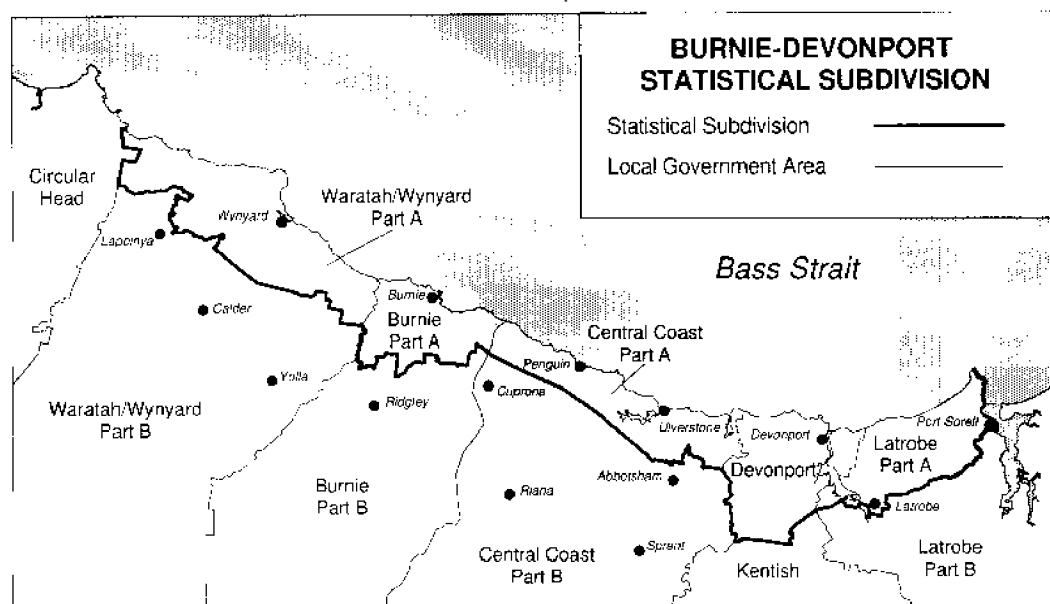 BURNIE-DEVONPORT
STATISTICAL SUBDIVISION
Statistical Subdivision
Local Government Area
Circular
Head
Waratah/Wynyard
Part A
Wynyard
Lapoinya
Bass Strait
Calder
Burnie
Burnie
Part A
Central Coast
Part A
Penguin
Yolla
Cuprona
Ridgley
Waratah/Wynyard
Part B
Ulverstone
Devonport
Port Sorell
Latrobe
Part A
Devonport
Abbotsham
Burnie
Part B
Riana
Latrobe
Sprent
Central Coast
Part B
Kentish
Latrobe
Part B